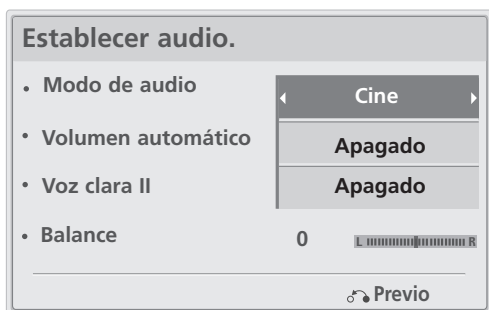 Establecer audio.
• Modo de audio
Cine
• Volumen automático
Apagado
• Voz clara II
Apagado
• Balance
0 L R
Previo